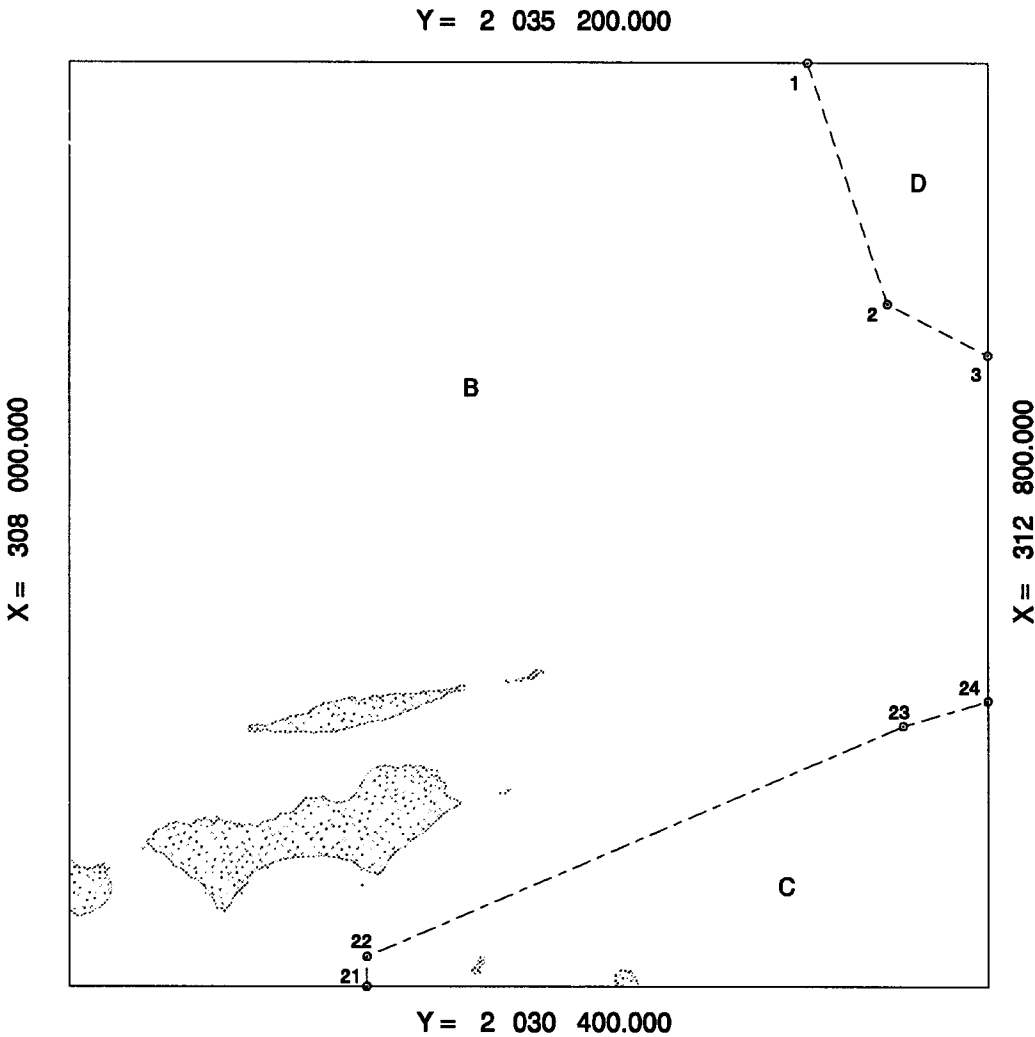 Y = 2 035 200.000
1
D
2
3
B
X = 308 000.000
X = 312 800.000
24
23
C
22
21
Y = 2 030 400.000